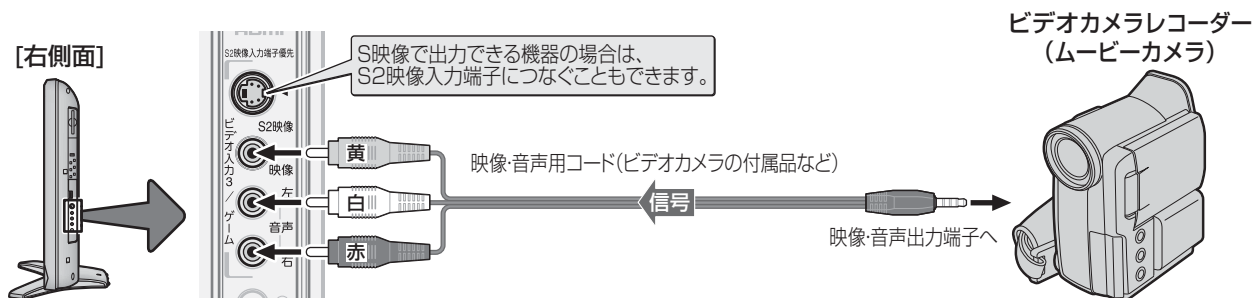 ビデオカメラレコーダー
（ムービーカメラ）
[右側面]
S2映像入力端子優先
S映像で出力できる機器の場合は、
S2映像入力端子につなぐこともできます。
S2映像
ビデオ入力3／ゲーム
映像
左
音声
右
黄
白
赤
映像･音声用コード（ビデオカメラの付属品など）
信号
映像･音声出力端子へ